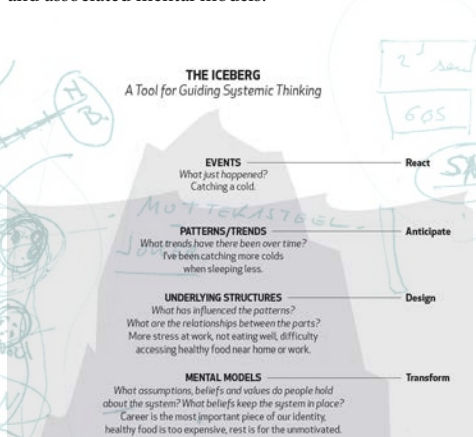 THE ICEBERG
A Tool for Guiding Systemic Thinking
EVENTS React
What just happened?
Catching a cold.
PATTERNS/TRENDS Anticipate
What trends have there been over time?
I've been catching more colds
when sleeping less.
UNDERLYING STRUCTURES Design
What has influenced the patterns?
What are the relationships between the parts?
More stress at work, not eating well, difficulty
accessing healthy food near home or work.
MENTAL MODELS Transform
What assumptions, beliefs and values do people hold
about the system? What beliefs keep the system in place?
Career is the most important piece of our identity,
healthy food is too expensive, rest is for the unmotivated.